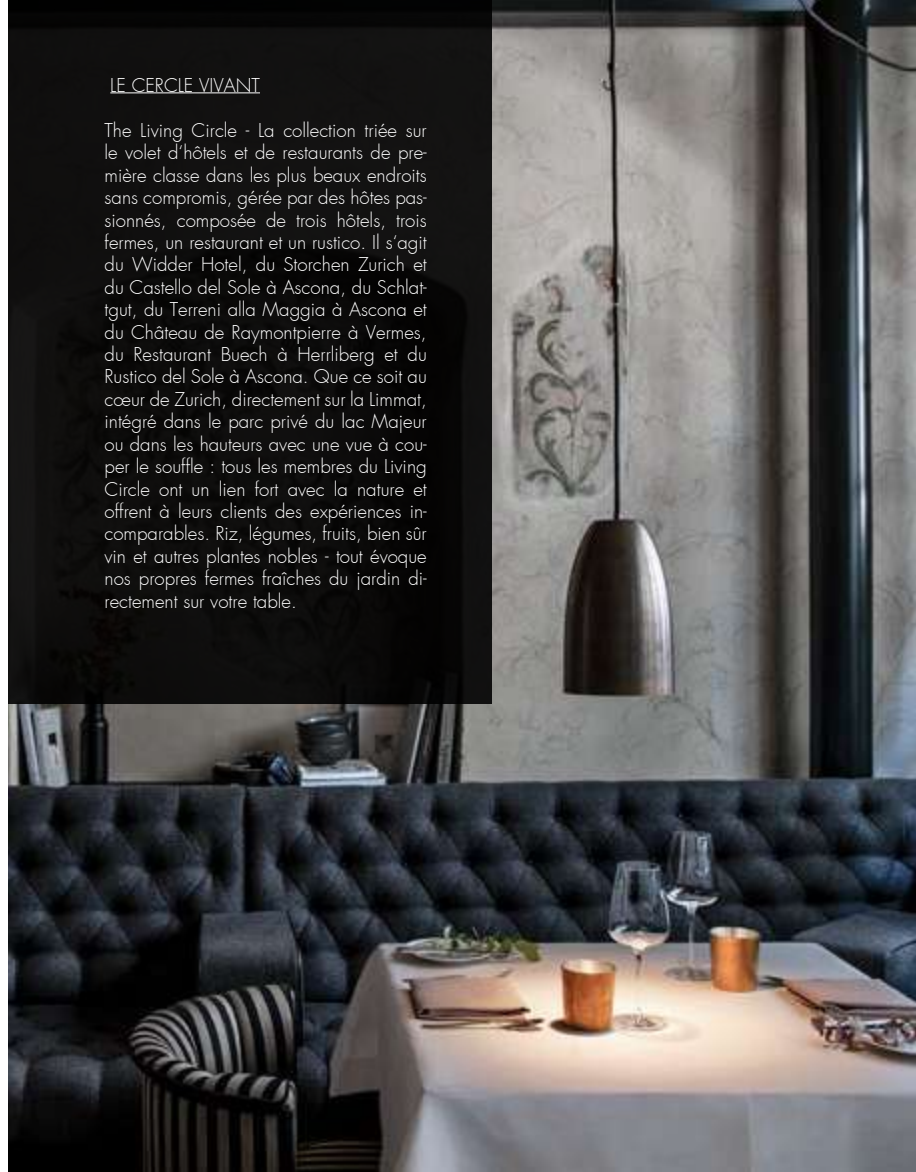 LE CERCLE VIVANT
The Living Circle - La collection triée sur
le volet d'hôtels et de restaurants de pre-
mière classe dans les plus beaux endroits
sans compromis, gérée par des hôtes pas-
sionnés, composée de trois hôtels, trois
fermes, un restaurant et un rustico. Il s'agit
du Widder Hotel, du Storchen Zurich et
du Castello del Sole à Ascona, du Schlat-
tgut, du Terreni alla Maggia à Ascona et
du Château de Raymontpierre à Vermes,
du Restaurant Buech à Herrliberg et du
Rustico del Sole à Ascona. Que ce soit au
cœur de Zurich, directement sur la Limmat,
intégré dans le parc privé du lac Majeur
ou dans les hauteurs avec une vue à cou-
per le souffle : tous les membres du Living
Circle ont un lien fort avec la nature et
offrent à leurs clients des expériences in-
comparables. Riz, légumes, fruits, bien sûr
vin et autres plantes nobles - tout évoque
nos propres fermes fraîches du jardin di-
rectement sur votre table.